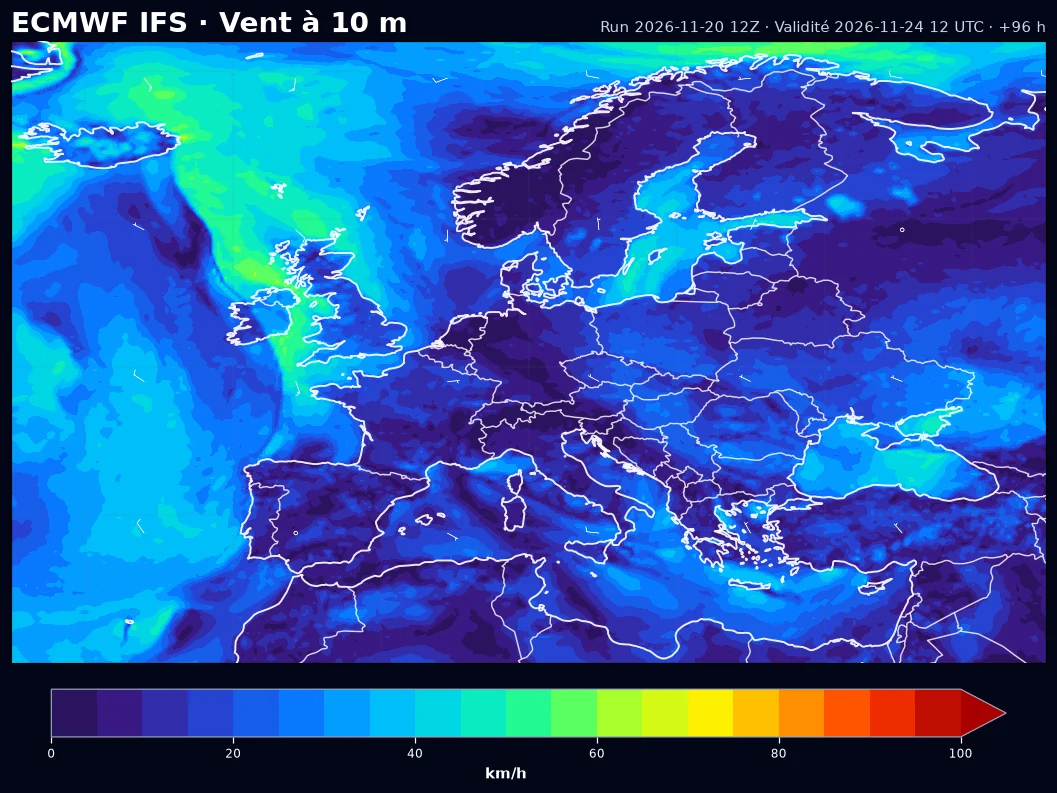 ECMWF IFS · Vent à 10 m
Run 2026-11-20 12Z · Validité 2026-11-24 12 UTC · +96 h
0 20 40 60 80 100
km/h